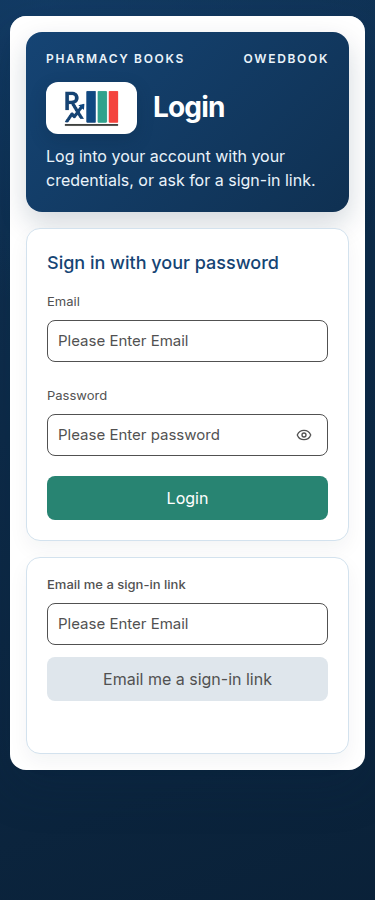 PHARMACY BOOKS
OWEDBOOK
Login
Log into your account with your
credentials, or ask for a sign-in link.
Sign in with your password
Email
Please Enter Email
Password
Please Enter password
Login
Email me a sign-in link
Please Enter Email
Email me a sign-in link